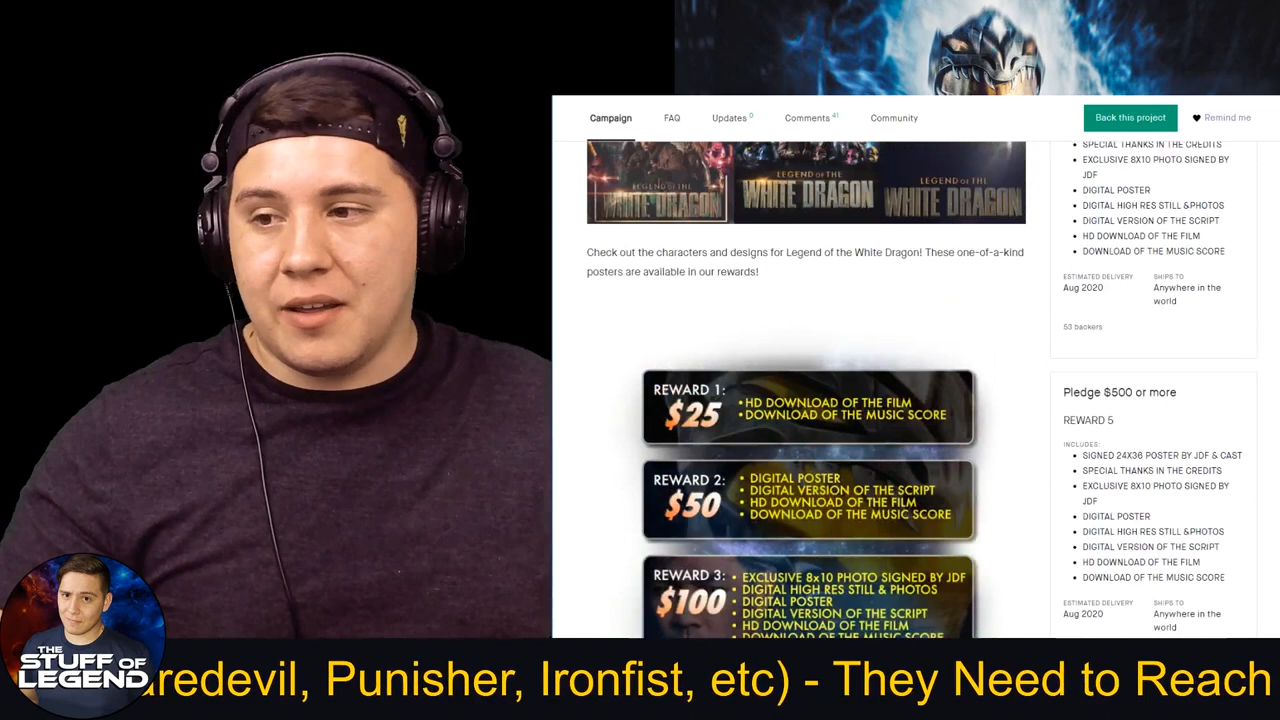 Campaign
FAQ
Updates 0
Comments 41
Community
Back this project
Remind me
LEGEND OF THE
WHITE DRAGON
LEGEND OF THE
WHITE DRAGON
LEGEND OF THE
WHITE DRAGON
Check out the characters and designs for Legend of the White Dragon! These one-of-a-kind
posters are available in our rewards!
REWARD 1:
$25
•HD DOWNLOAD OF THE FILM
•DOWNLOAD OF THE MUSIC SCORE
REWARD 2:
$50
• DIGITAL POSTER
• DIGITAL VERSION OF THE SCRIPT
• HD DOWNLOAD OF THE FILM
• DOWNLOAD OF THE MUSIC SCORE
REWARD 3:
$100
• EXCLUSIVE 8x10 PHOTO SIGNED BY JDF
• DIGITAL HIGH RES STILL & PHOTOS
• DIGITAL POSTER
• DIGITAL VERSION OF THE SCRIPT
• HD DOWNLOAD OF THE FILM
• DOWNLOAD OF THE MUSIC SCORE
• SPECIAL THANKS IN THE CREDITS
• EXCLUSIVE 8X10 PHOTO SIGNED BY
JDF
• DIGITAL POSTER
• DIGITAL HIGH RES STILL &PHOTOS
• DIGITAL VERSION OF THE SCRIPT
• HD DOWNLOAD OF THE FILM
• DOWNLOAD OF THE MUSIC SCORE
ESTIMATED DELIVERY
Aug 2020
SHIPS TO
Anywhere in the
world
53 backers
Pledge $500 or more
REWARD 5
INCLUDES:
• SIGNED 24X36 POSTER BY JDF & CAST
• SPECIAL THANKS IN THE CREDITS
• EXCLUSIVE 8X10 PHOTO SIGNED BY
JDF
• DIGITAL POSTER
• DIGITAL HIGH RES STILL &PHOTOS
• DIGITAL VERSION OF THE SCRIPT
• HD DOWNLOAD OF THE FILM
• DOWNLOAD OF THE MUSIC SCORE
ESTIMATED DELIVERY
Aug 2020
SHIPS TO
Anywhere in the
world
THE
STUFF OF
LEGEND
aredevil, Punisher, Ironfist, etc) - They Need to Reach